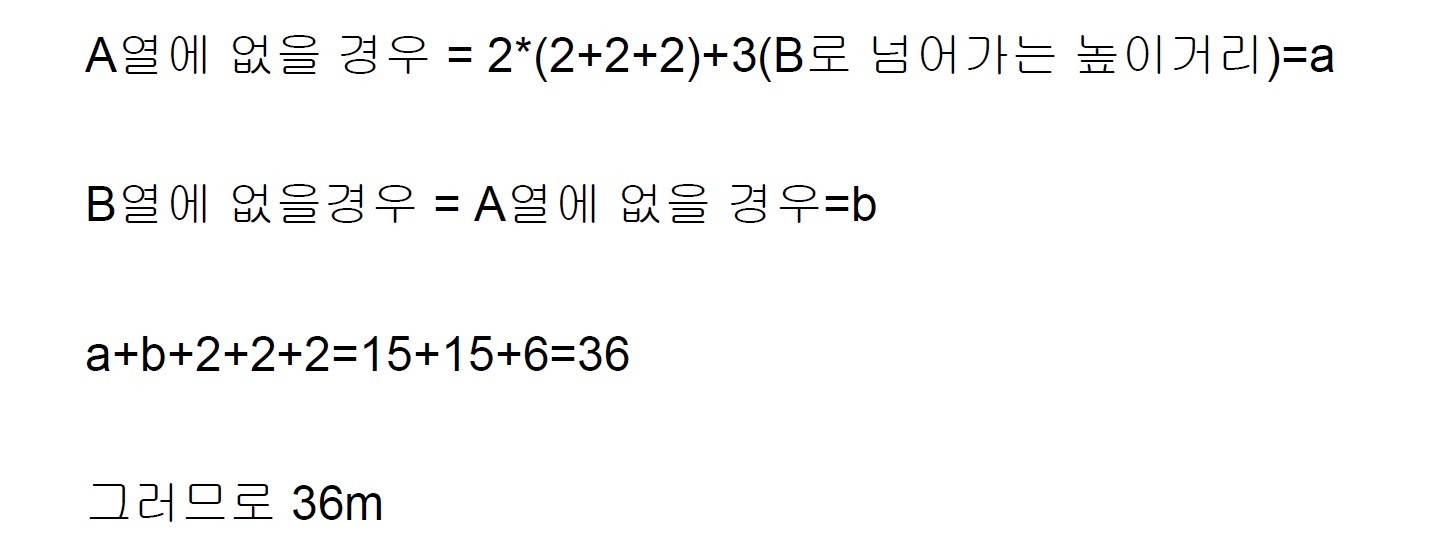 A열에 없을 경우 = 2*(2+2+2)+3(B로 넘어가는 높이거리)=a
B열에 없을경우 = A열에 없을 경우=b
a+b+2+2+2=15+15+6=36
그러므로 36m